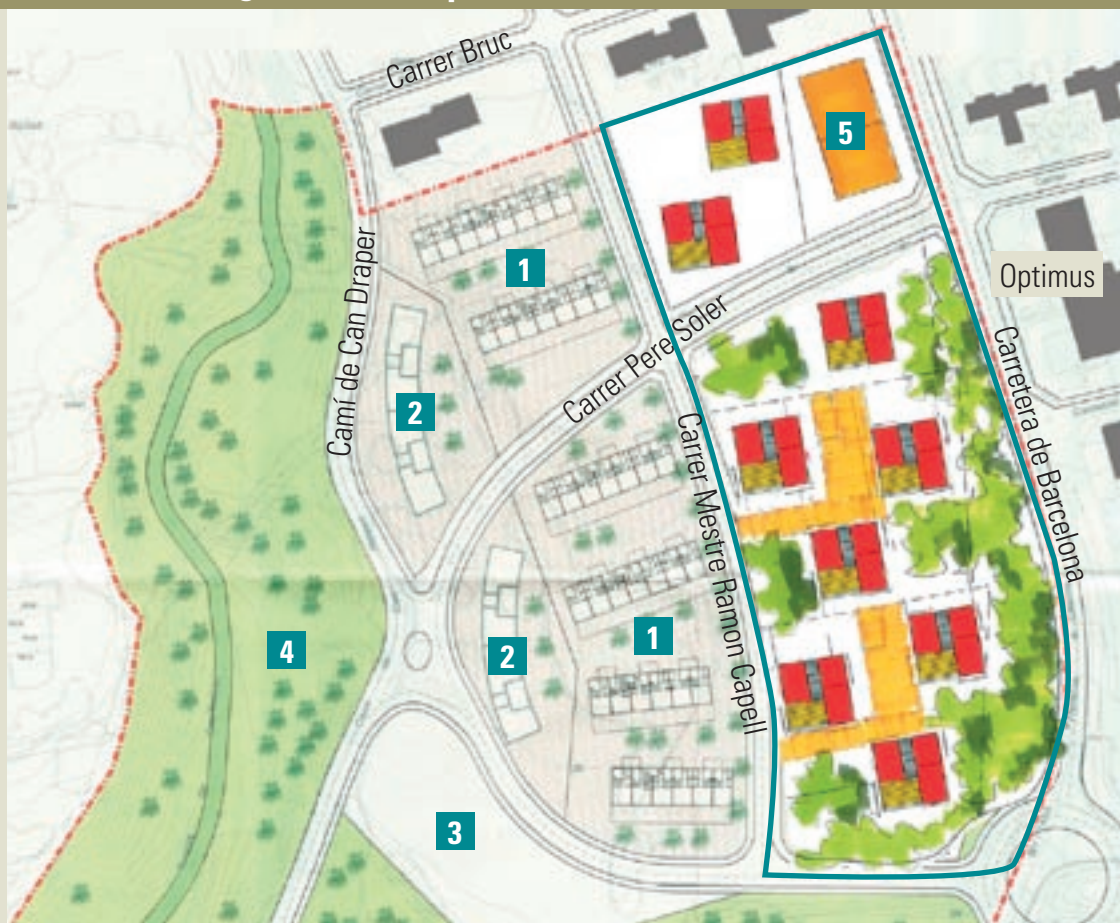 Carrer Bruc
5
1
Optimus
Camí de Can Draper
Carrer Pere Soler
2
Carrer Mestre Ramon Capell
Carretera de Barcelona
4
2
1
3